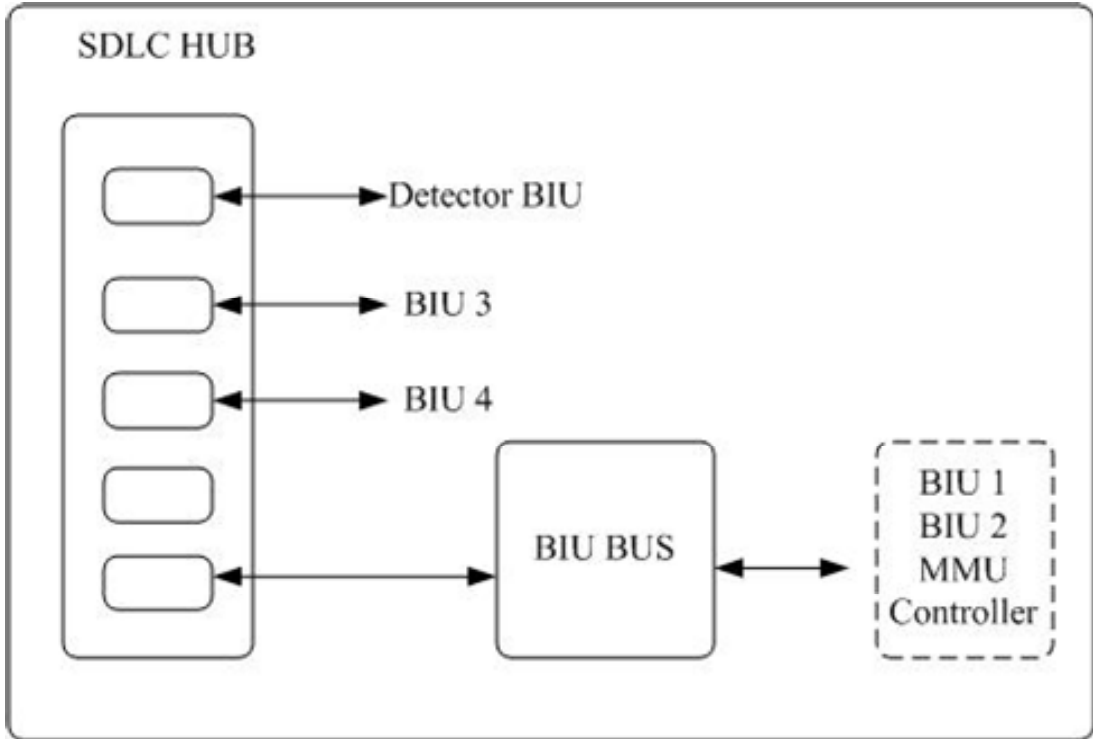 SDLC HUB
Detector BIU
BIU 3
BIU 4
BIU BUS
BIU 1
BIU 2
MMU
Controller